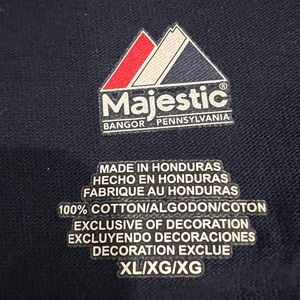 Majestic®
BANGOR · PENNSYLVANIA
MADE IN HONDURAS
HECHO EN HONDURAS
FABRIQUE AU HONDURAS
100% COTTON/ALGODON/COTON
EXCLUSIVE OF DECORATION
EXCLUYENDO DECORACIONES
DECORATION EXCLUE
XL/XG/XG